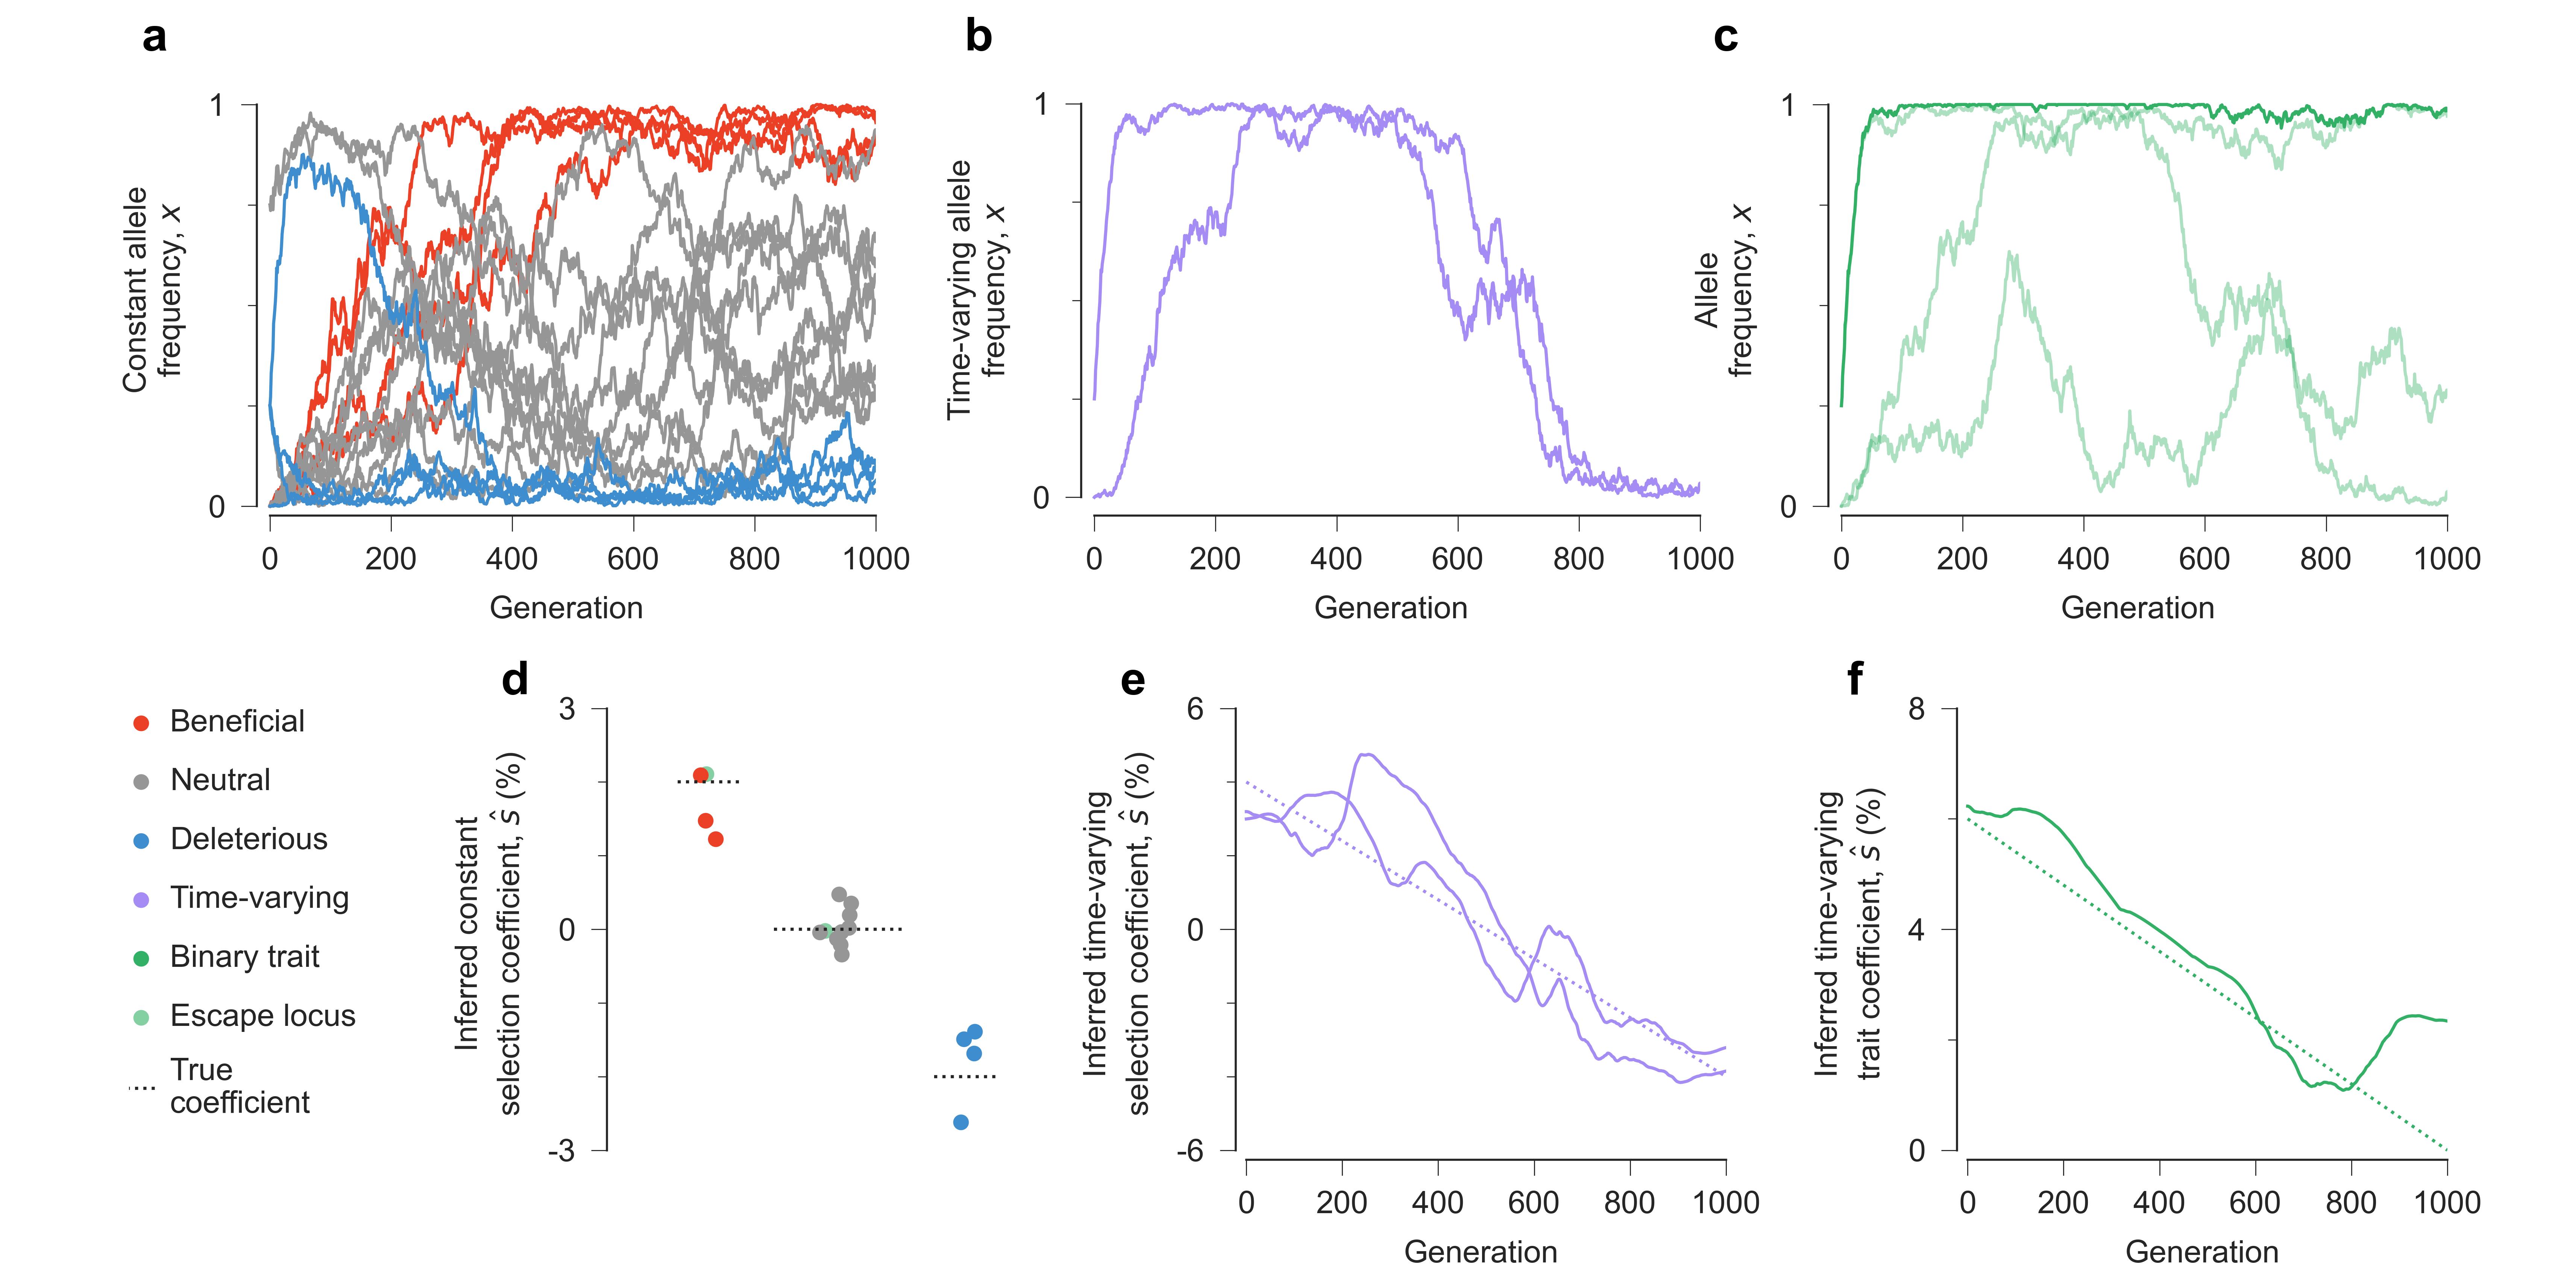 a
1
0
Constant allele
frequency, x
0 200 400 600 800 1000
Generation
b
1
0
Time-varying allele
frequency, x
0 200 400 600 800 1000
Generation
c
1
0
Allele
frequency, x
0 200 400 600 800 1000
Generation
Beneficial
Neutral
Deleterious
Time-varying
Binary trait
Escape locus
True
coefficient
d
3
0
-3
Inferred constant
selection coefficient, ŝ (%)
e
6
0
-6
Inferred time-varying
selection coefficient, ŝ (%)
0 200 400 600 800 1000
Generation
f
8
4
0
Inferred time-varying
trait coefficient, ŝ (%)
0 200 400 600 800 1000
Generation